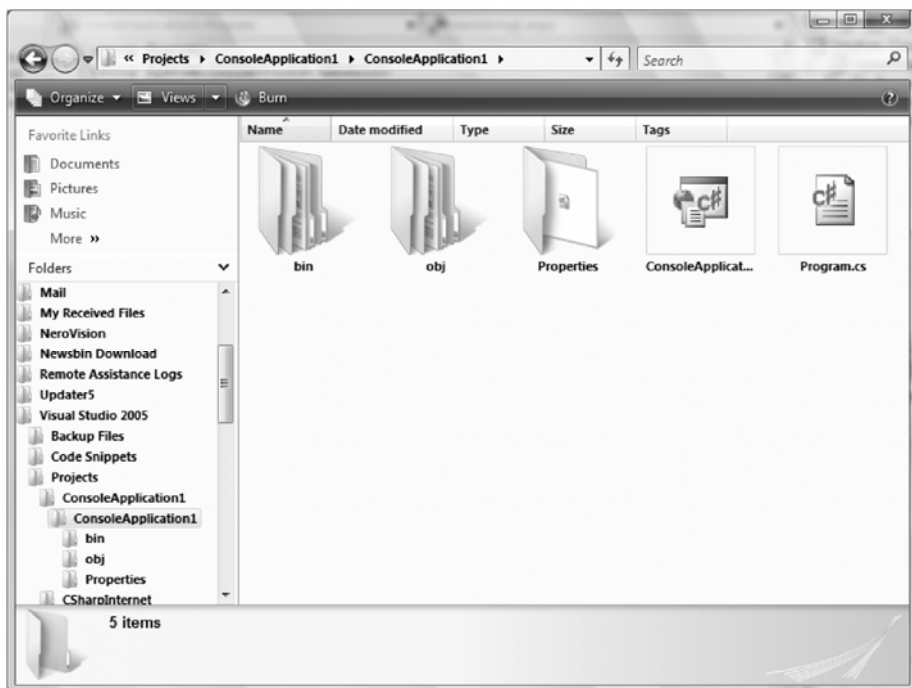 « Projects ▸ ConsoleApplication1 ▸ ConsoleApplication1 ▸
Search
Organize Views Burn
Favorite Links
Documents
Pictures
Music
More »
Folders
Mail
My Received Files
NeroVision
Newsbin Download
Remote Assistance Logs
Updater5
Visual Studio 2005
Backup Files
Code Snippets
Projects
ConsoleApplication1
ConsoleApplication1
bin
obj
Properties
CSharpInternet
Name Date modified Type Size Tags
C# C#
bin obj Properties ConsoleApplicat... Program.cs
5 items